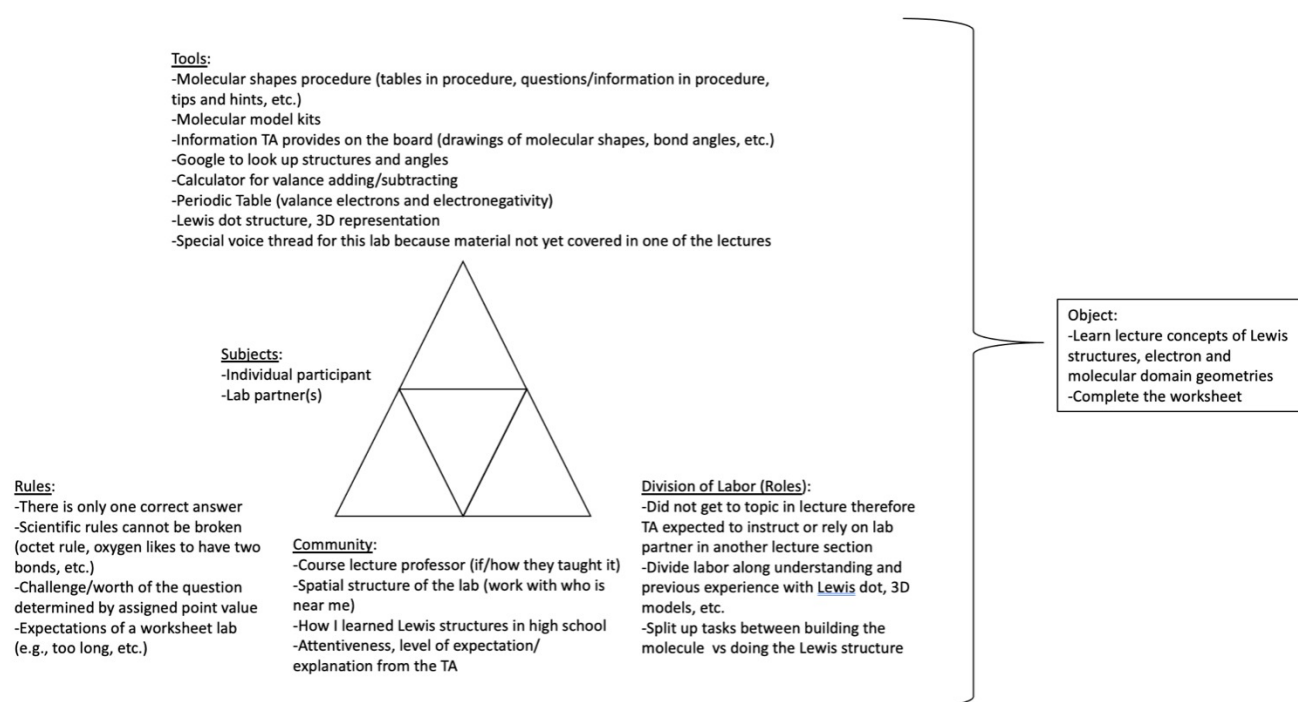 Tools:
-Molecular shapes procedure (tables in procedure, questions/information in procedure,
tips and hints, etc.)
-Molecular model kits
-Information TA provides on the board (drawings of molecular shapes, bond angles, etc.)
-Google to look up structures and angles
-Calculator for valance adding/subtracting
-Periodic Table (valance electrons and electronegativity)
-Lewis dot structure, 3D representation
-Special voice thread for this lab because material not yet covered in one of the lectures
Subjects:
-Individual participant
-Lab partner(s)
Object:
-Learn lecture concepts of Lewis
structures, electron and
molecular domain geometries
-Complete the worksheet
Rules:
-There is only one correct answer
-Scientific rules cannot be broken
(octet rule, oxygen likes to have two
bonds, etc.)
-Challenge/worth of the question
determined by assigned point value
-Expectations of a worksheet lab
(e.g., too long, etc.)
Community:
-Course lecture professor (if/how they taught it)
-Spatial structure of the lab (work with who is
near me)
-How I learned Lewis structures in high school
-Attentiveness, level of expectation/
explanation from the TA
Division of Labor (Roles):
-Did not get to topic in lecture therefore
TA expected to instruct or rely on lab
partner in another lecture section
-Divide labor along understanding and
previous experience with Lewis dot, 3D
models, etc.
-Split up tasks between building the
molecule vs doing the Lewis structure